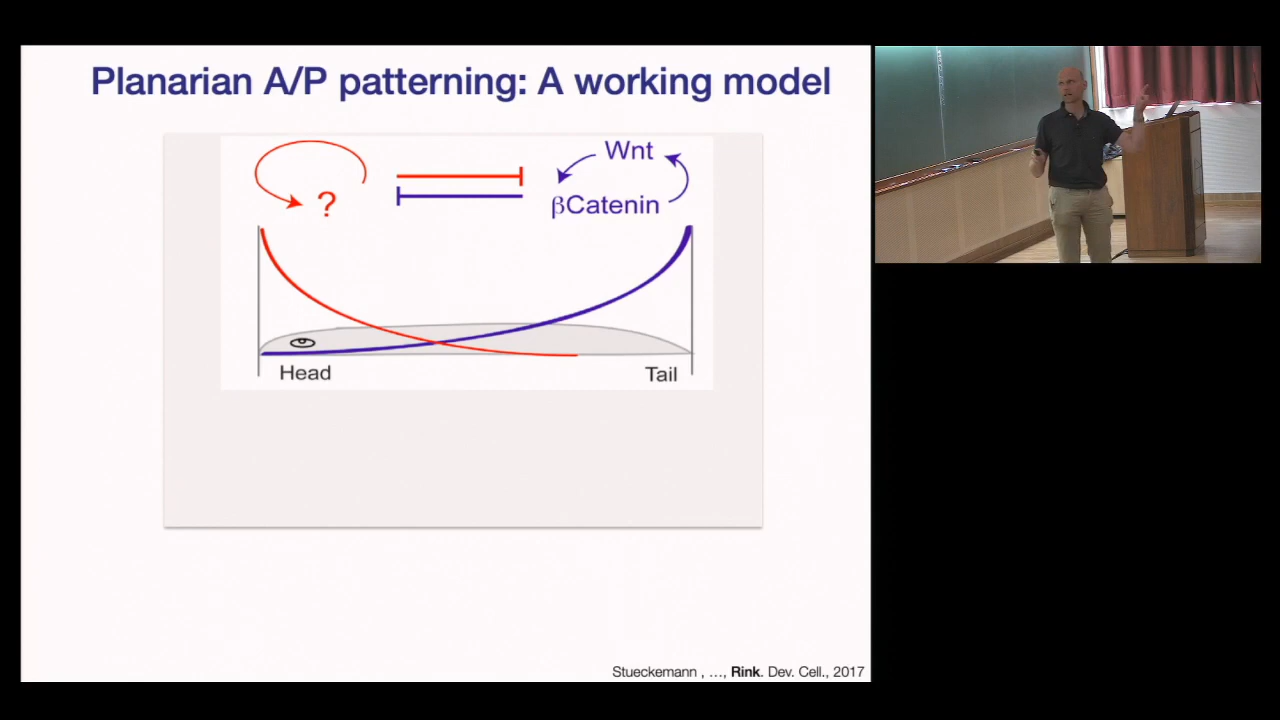 Planarian A/P patterning: A working model
Wnt
?
βCatenin
Head
Tail
Stueckemann , …, Rink. Dev. Cell., 2017